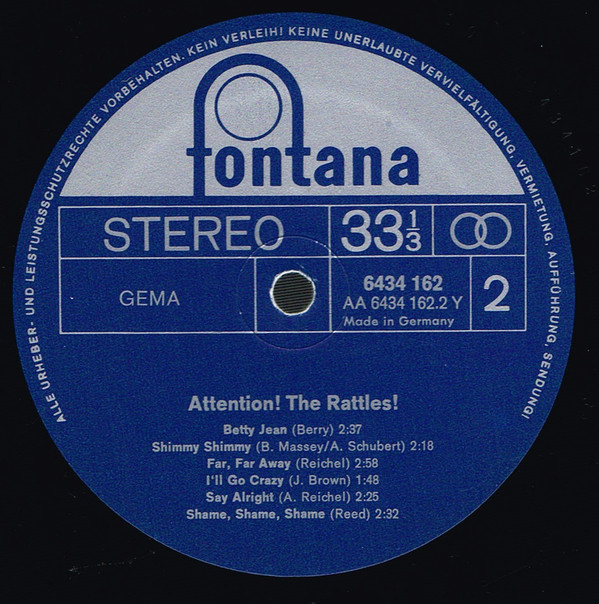 ALLE URHEBER- UND LEISTUNGSSCHUTZRECHTE VORBEHALTEN. KEIN VERLEIH! KEINE UNERLAUBTE VERVIELFÄLTIGUNG, VERMIETUNG, AUFFÜHRUNG, SENDUNG!
fontana
STEREO 33 1/3
GEMA
6434 162
AA 6434 162.2 Y
Made in Germany
2
Attention! The Rattles!
Betty Jean (Berry) 2:37
Shimmy Shimmy (B. Massey/A. Schubert) 2:18
Far, Far Away (Reichel) 2:58
I'll Go Crazy (J. Brown) 1:48
Say Alright (A. Reichel) 2:25
Shame, Shame, Shame (Reed) 2:32